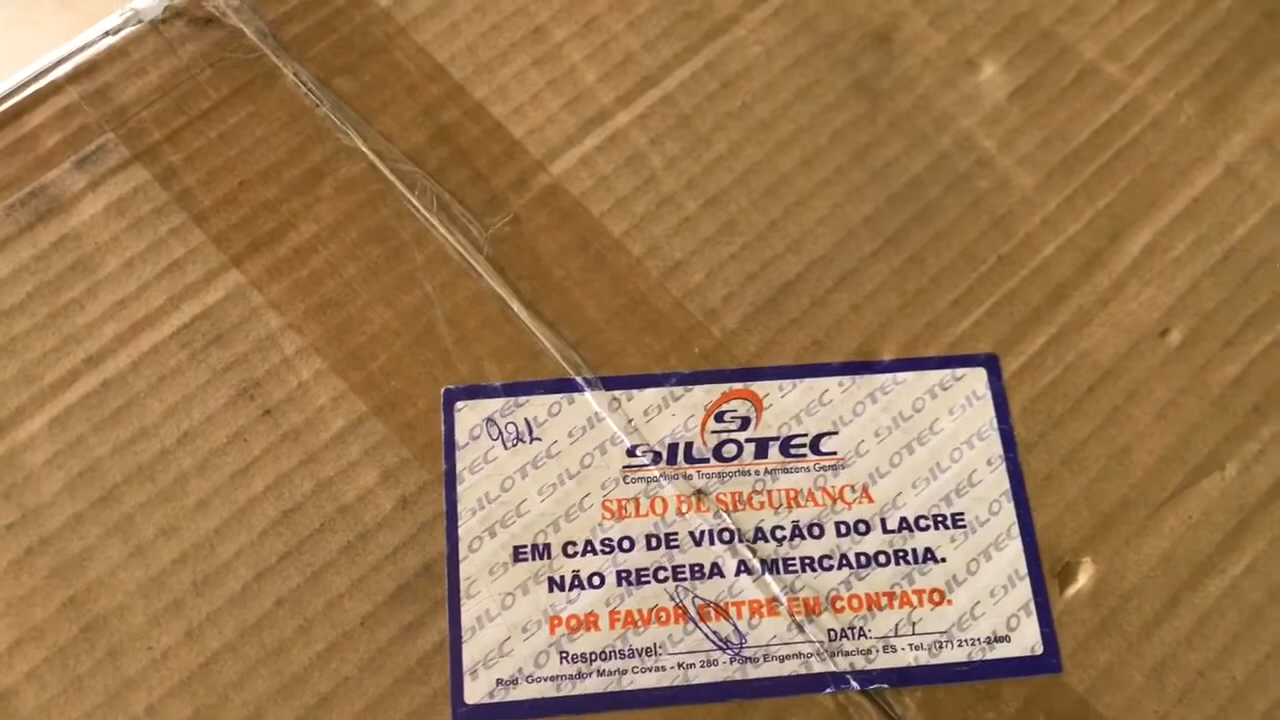 92L
SILOTEC
Companhia de Transportes e Armazens Gerais
SELO DE SEGURANÇA
EM CASO DE VIOLAÇÃO DO LACRE
NÃO RECEBA A MERCADORIA.
POR FAVOR ENTRE EM CONTATO.
Responsável: DATA: / /
Rod. Governador Mário Covas - Km 280 - Porto Engenho - Cariacica - ES - Tel.: (27) 2121-2400